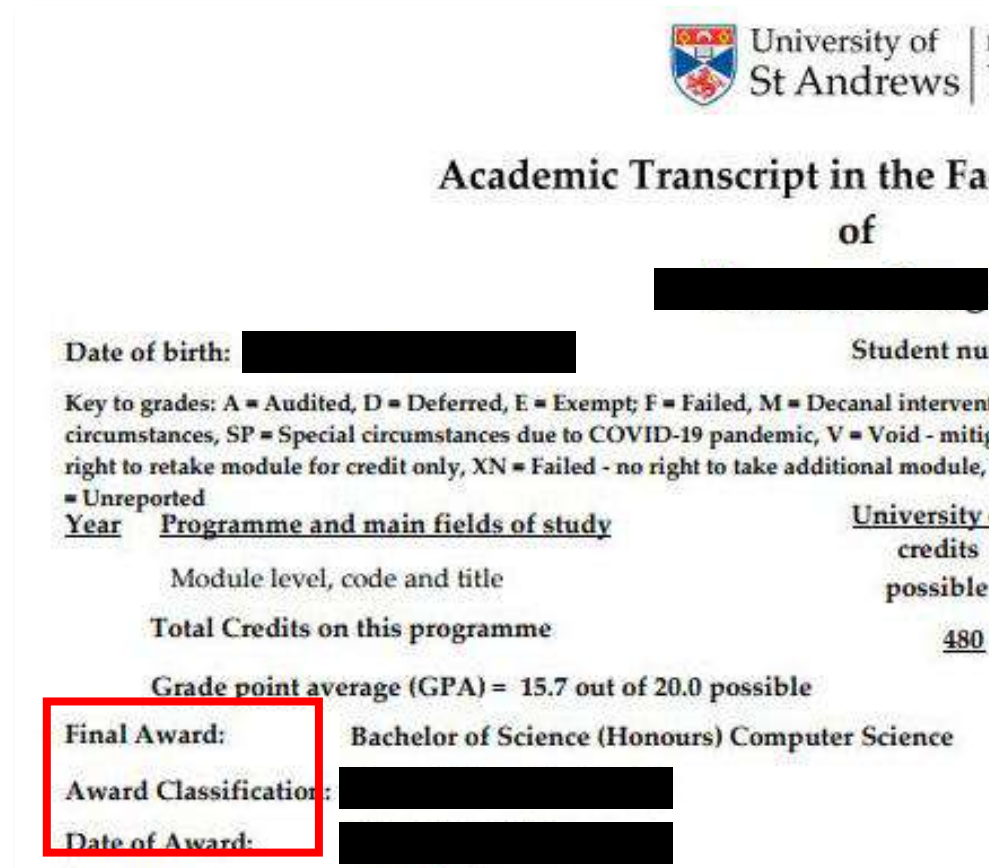 University of
St Andrews
Academic Transcript in the Fa
of
Date of birth:
Student nu
Key to grades: A = Audited, D = Deferred, E = Exempt; F = Failed, M = Decanal intervent
circumstances, SP = Special circumstances due to COVID-19 pandemic, V = Void - mitig
right to retake module for credit only, XN = Failed - no right to take additional module,
= Unreported
Year Programme and main fields of study
University
credits
possible
Module level, code and title
Total Credits on this programme
480
Grade point average (GPA) = 15.7 out of 20.0 possible
Final Award: Bachelor of Science (Honours) Computer Science
Award Classification:
Date of Award: